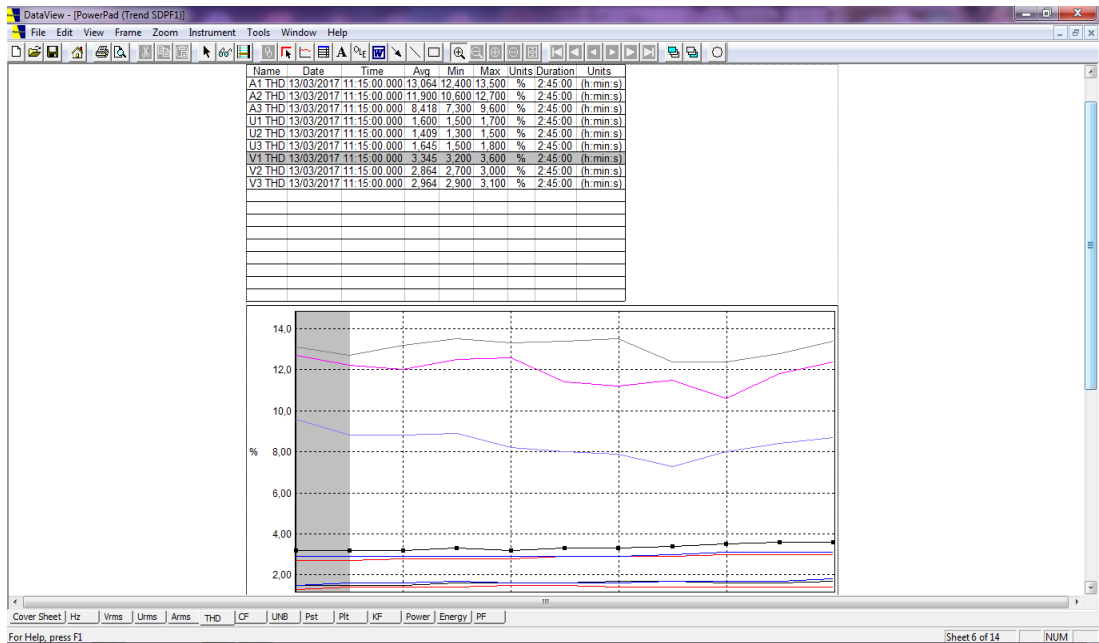 DataView - [PowerPad (Trend SDPF1)]
File Edit View Frame Zoom Instrument Tools Window Help
Name Date Time Avg Min Max Units Duration Units
A1 THD 13/03/2017 11:15:00.000 13,064 12,400 13,500 % 2:45:00 (h:min:s)
A2 THD 13/03/2017 11:15:00.000 11,900 10,600 12,700 % 2:45:00 (h:min:s)
A3 THD 13/03/2017 11:15:00.000 8,418 7,300 9,600 % 2:45:00 (h:min:s)
U1 THD 13/03/2017 11:15:00.000 1,600 1,500 1,700 % 2:45:00 (h:min:s)
U2 THD 13/03/2017 11:15:00.000 1,409 1,300 1,500 % 2:45:00 (h:min:s)
U3 THD 13/03/2017 11:15:00.000 1,645 1,500 1,800 % 2:45:00 (h:min:s)
V1 THD 13/03/2017 11:15:00.000 3,345 3,200 3,600 % 2:45:00 (h:min:s)
V2 THD 13/03/2017 11:15:00.000 2,864 2,700 3,000 % 2:45:00 (h:min:s)
V3 THD 13/03/2017 11:15:00.000 2,964 2,900 3,100 % 2:45:00 (h:min:s)
14,0
12,0
10,0
% 8,00
6,00
4,00
2,00
Cover Sheet Hz Vrms Urms Arms THD CF UNB Pst Plt KF Power Energy PF
For Help, press F1 Sheet 6 of 14 NUM